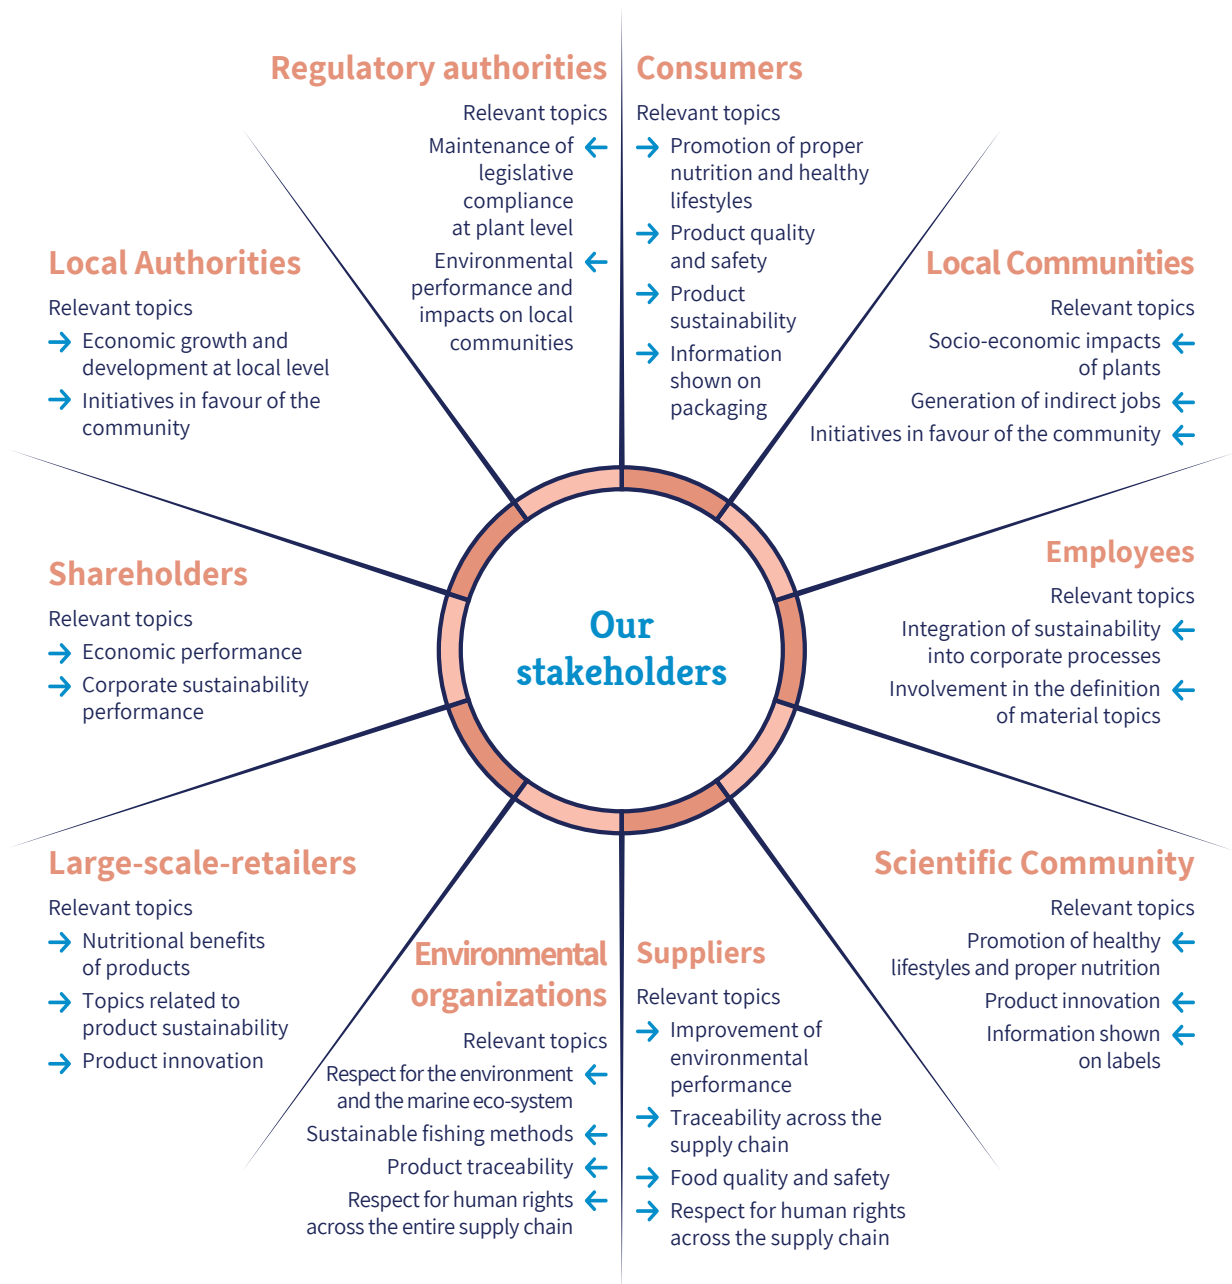 Regulatory authorities
Relevant topics
Maintenance of
legislative
compliance
at plant level
Environmental
performance and
impacts on local
communities
Consumers
Relevant topics
Promotion of proper
nutrition and healthy
lifestyles
Product quality
and safety
Product
sustainability
Information
shown on
packaging
Local Authorities
Relevant topics
Economic growth and
development at local level
Initiatives in favour of the
community
Local Communities
Relevant topics
Socio-economic impacts
of plants
Generation of indirect jobs
Initiatives in favour of the community
Shareholders
Relevant topics
Economic performance
Corporate sustainability
performance
Our
stakeholders
Employees
Relevant topics
Integration of sustainability
into corporate processes
Involvement in the definition
of material topics
Large-scale-retailers
Relevant topics
Nutritional benefits
of products
Topics related to
product sustainability
Product innovation
Environmental
organizations
Relevant topics
Respect for the environment
and the marine eco-system
Sustainable fishing methods
Product traceability
Respect for human rights
across the entire supply chain
Suppliers
Relevant topics
Improvement of
environmental
performance
Traceability across the
supply chain
Food quality and safety
Respect for human rights
across the supply chain
Scientific Community
Relevant topics
Promotion of healthy
lifestyles and proper nutrition
Product innovation
Information shown
on labels